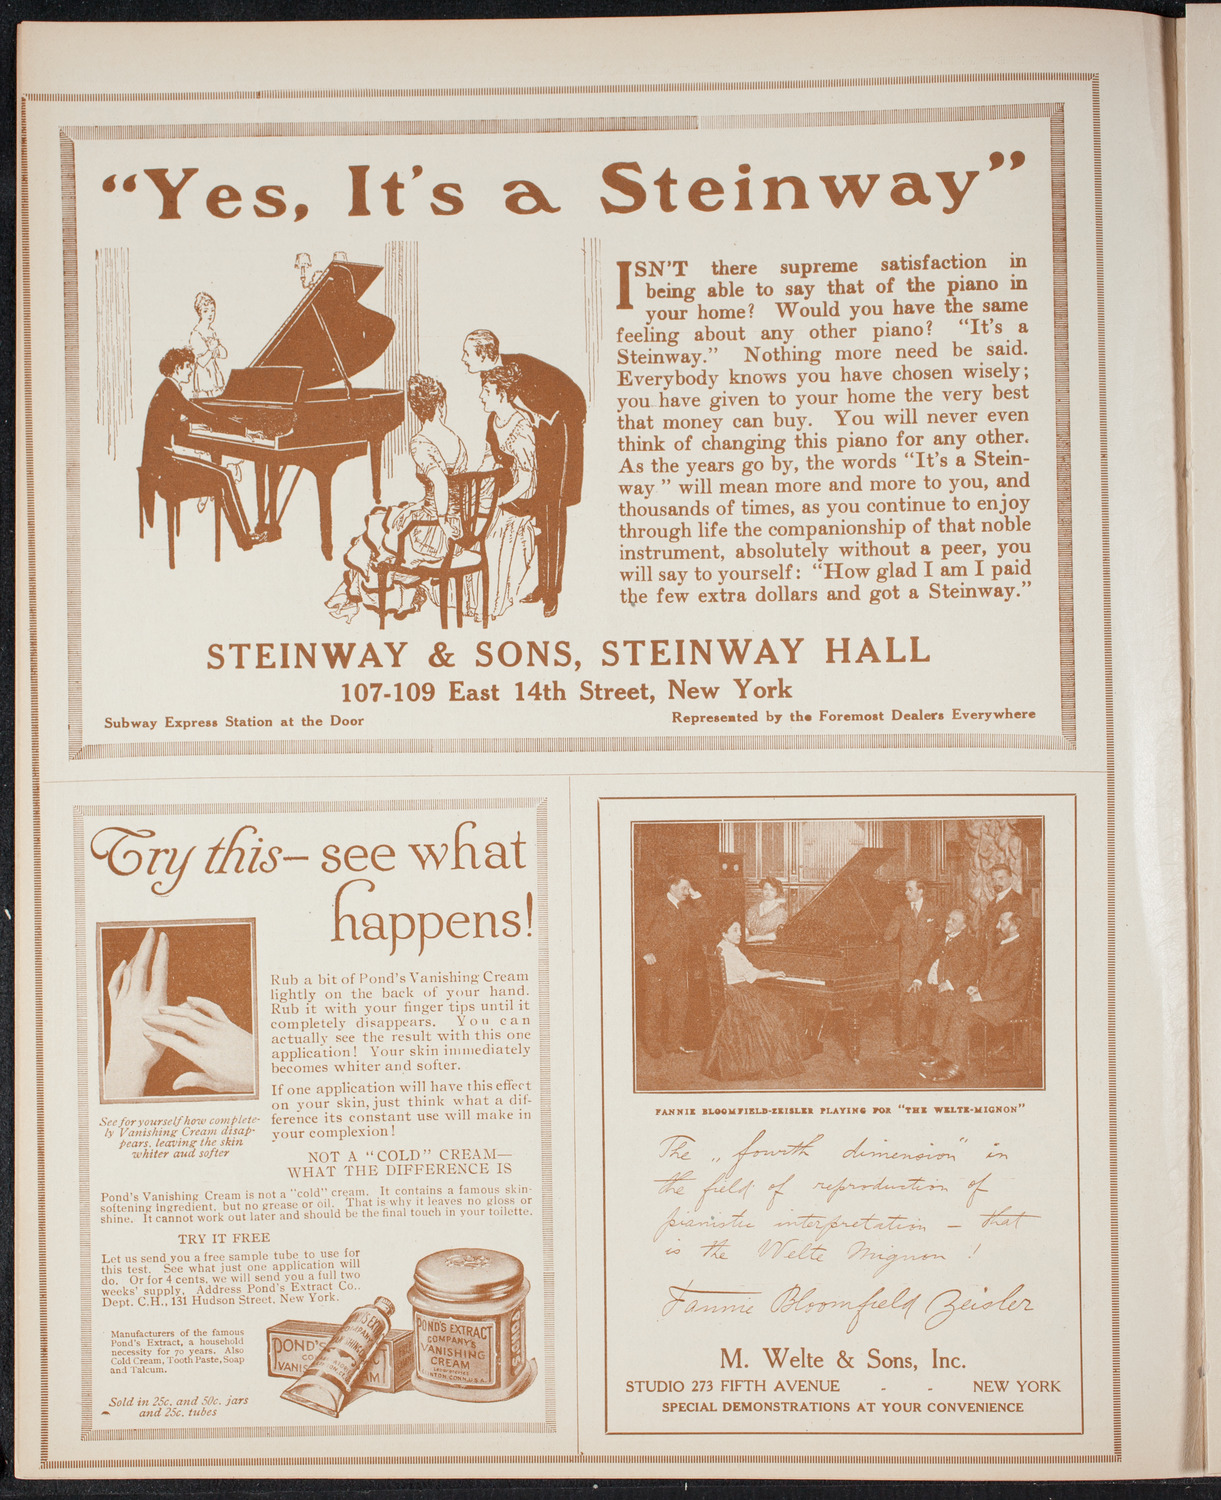 "Yes, It's a Steinway"
ISN'T there supreme satisfaction in
being able to say that of the piano in
your home? Would you have the same
feeling about any other piano? "It's a
Steinway." Nothing more need be said.
Everybody knows you have chosen wisely;
you have given to your home the very best
that money can buy. You will never even
think of changing this piano for any other.
As the years go by, the words "It's a Stein-
way" will mean more and more to you, and
thousands of times, as you continue to enjoy
through life the companionship of that noble
instrument, absolutely without a peer, you
will say to yourself: "How glad I am I paid
the few extra dollars and got a Steinway."
STEINWAY & SONS, STEINWAY HALL
107-109 East 14th Street, New York
Subway Express Station at the Door
Represented by the Foremost Dealers Everywhere
Try this- see what
happens!
Rub a bit of Pond's Vanishing Cream
lightly on the back of your hand.
Rub it with your finger tips until it
completely disappears. You can
actually see the result with this one
application! Your skin immediately
becomes whiter and softer.
If one application will have this effect
on your skin, just think what a dif-
ference its constant use will make in
your complexion!
See for yourself how complete-
ly Vanishing Cream disap-
pears, leaving the skin
whiter and softer
NOT A "COLD" CREAM—
WHAT THE DIFFERENCE IS
Pond's Vanishing Cream is not a "cold" cream. It contains a famous skin-
softening ingredient, but no grease or oil. That is why it leaves no gloss or
shine. It cannot work out later and should be the final touch in your toilette.
TRY IT FREE
Let us send you a free sample tube to use for
this test. See what just one application will
do. Or for 4 cents, we will send you a full two
weeks' supply. Address Pond's Extract Co.,
Dept. C.H., 131 Hudson Street, New York.
Manufacturers of the famous
Pond's Extract, a household
necessity for 70 years. Also
Cold Cream, Tooth Paste, Soap
and Talcum.
Sold in 25c. and 50c. jars
and 25c. tubes
POND'S EXTRACT
COMPANY'S
VANISHING
CREAM
FANNIE BLOOMFIELD-ZEISLER PLAYING FOR "THE WELTE-MIGNON"
The "fourth dimension" in
the field of reproduction of
pianistic interpretation – that
is the Welte Mignon!
Fannie Bloomfield Zeisler
M. Welte & Sons, Inc.
STUDIO 273 FIFTH AVENUE - - NEW YORK
SPECIAL DEMONSTRATIONS AT YOUR CONVENIENCE